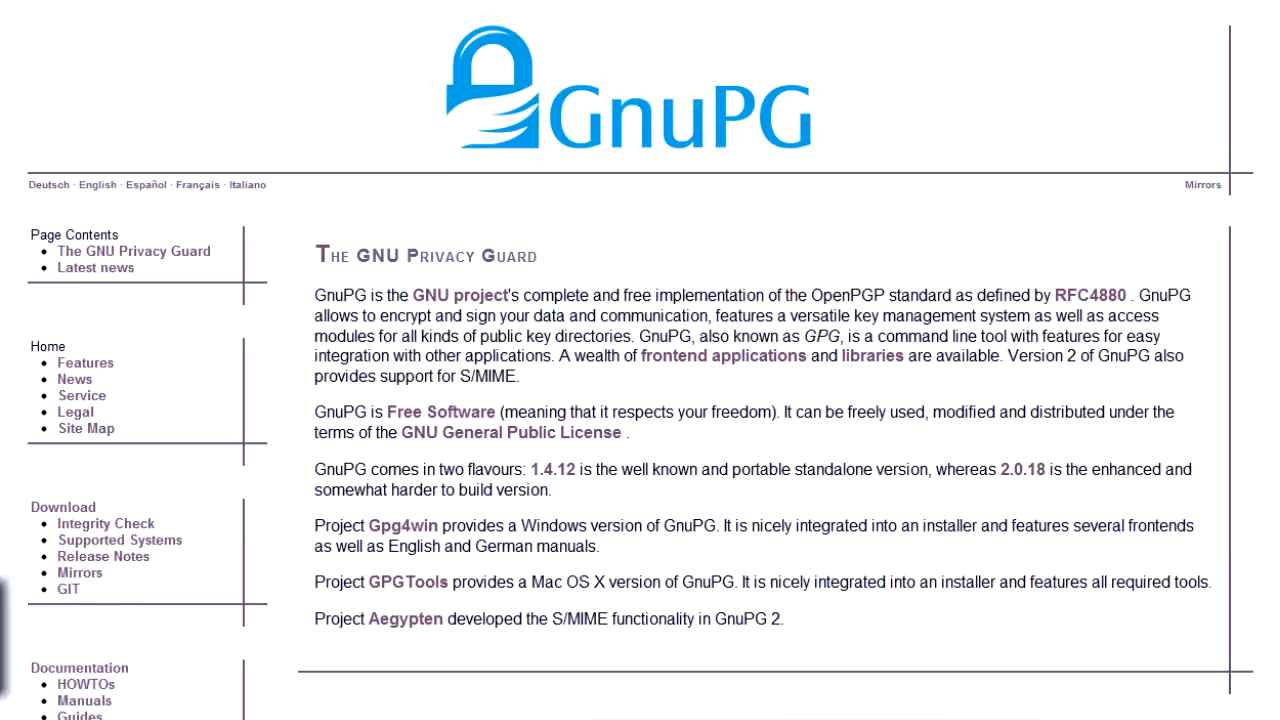 GnuPG
Deutsch · English · Español · Français · Italiano
Mirrors
Page Contents
The GNU Privacy Guard
Latest news
Home
Features
News
Service
Legal
Site Map
Download
Integrity Check
Supported Systems
Release Notes
Mirrors
GIT
Documentation
HOWTOs
Manuals
Guides
The GNU Privacy Guard
GnuPG is the GNU project's complete and free implementation of the OpenPGP standard as defined by RFC4880 . GnuPG
allows to encrypt and sign your data and communication, features a versatile key management system as well as access
modules for all kinds of public key directories. GnuPG, also known as GPG, is a command line tool with features for easy
integration with other applications. A wealth of frontend applications and libraries are available. Version 2 of GnuPG also
provides support for S/MIME.
GnuPG is Free Software (meaning that it respects your freedom). It can be freely used, modified and distributed under the
terms of the GNU General Public License .
GnuPG comes in two flavours: 1.4.12 is the well known and portable standalone version, whereas 2.0.18 is the enhanced and
somewhat harder to build version.
Project Gpg4win provides a Windows version of GnuPG. It is nicely integrated into an installer and features several frontends
as well as English and German manuals.
Project GPGTools provides a Mac OS X version of GnuPG. It is nicely integrated into an installer and features all required tools.
Project Aegypten developed the S/MIME functionality in GnuPG 2.